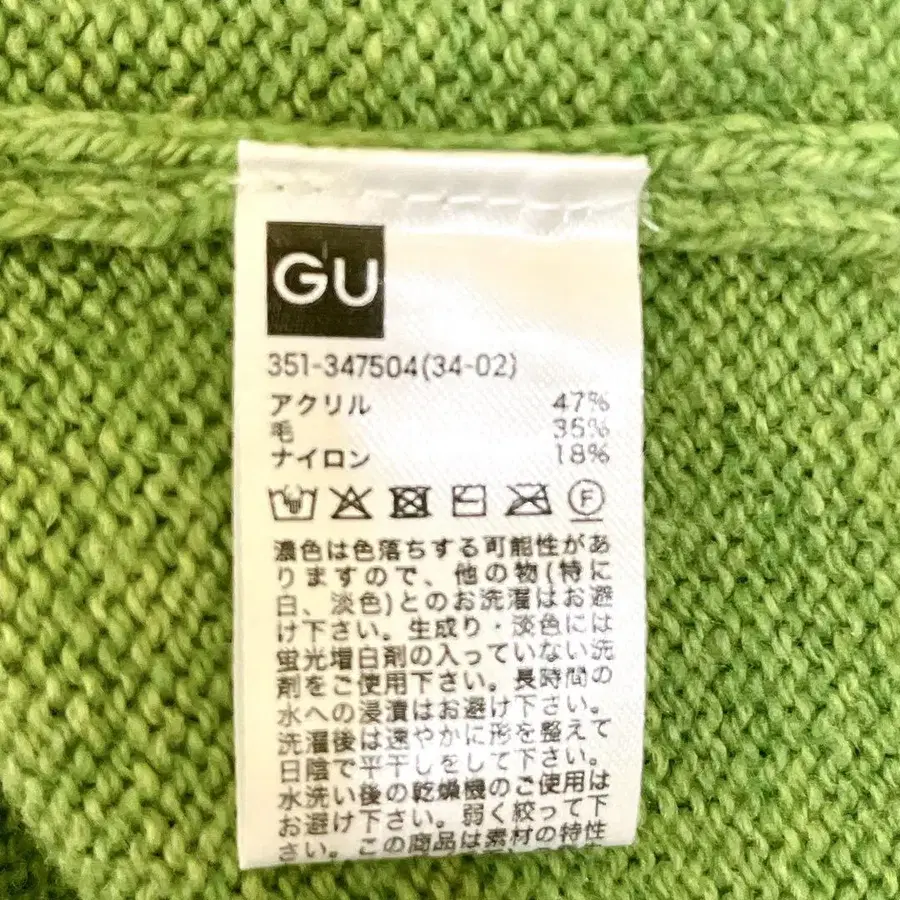 GU
351-347504(34-02)
アクリル 47%
毛 35%
ナイロン 18%
F
濃色は色落ちする可能性があ
りますので、他の物(特に
白、淡色)とのお洗濯はお避
け下さい。生成り・淡色には
蛍光増白剤の入っていない洗
剤をご使用下さい。長時間の
水への浸漬はお避け下さい。
洗濯後は速やかに形を整えて
日陰で平干しをして下さい。
水洗い後の乾燥機のご使用は
お避け下さい。弱く絞って下
さい。この商品は素材の特性